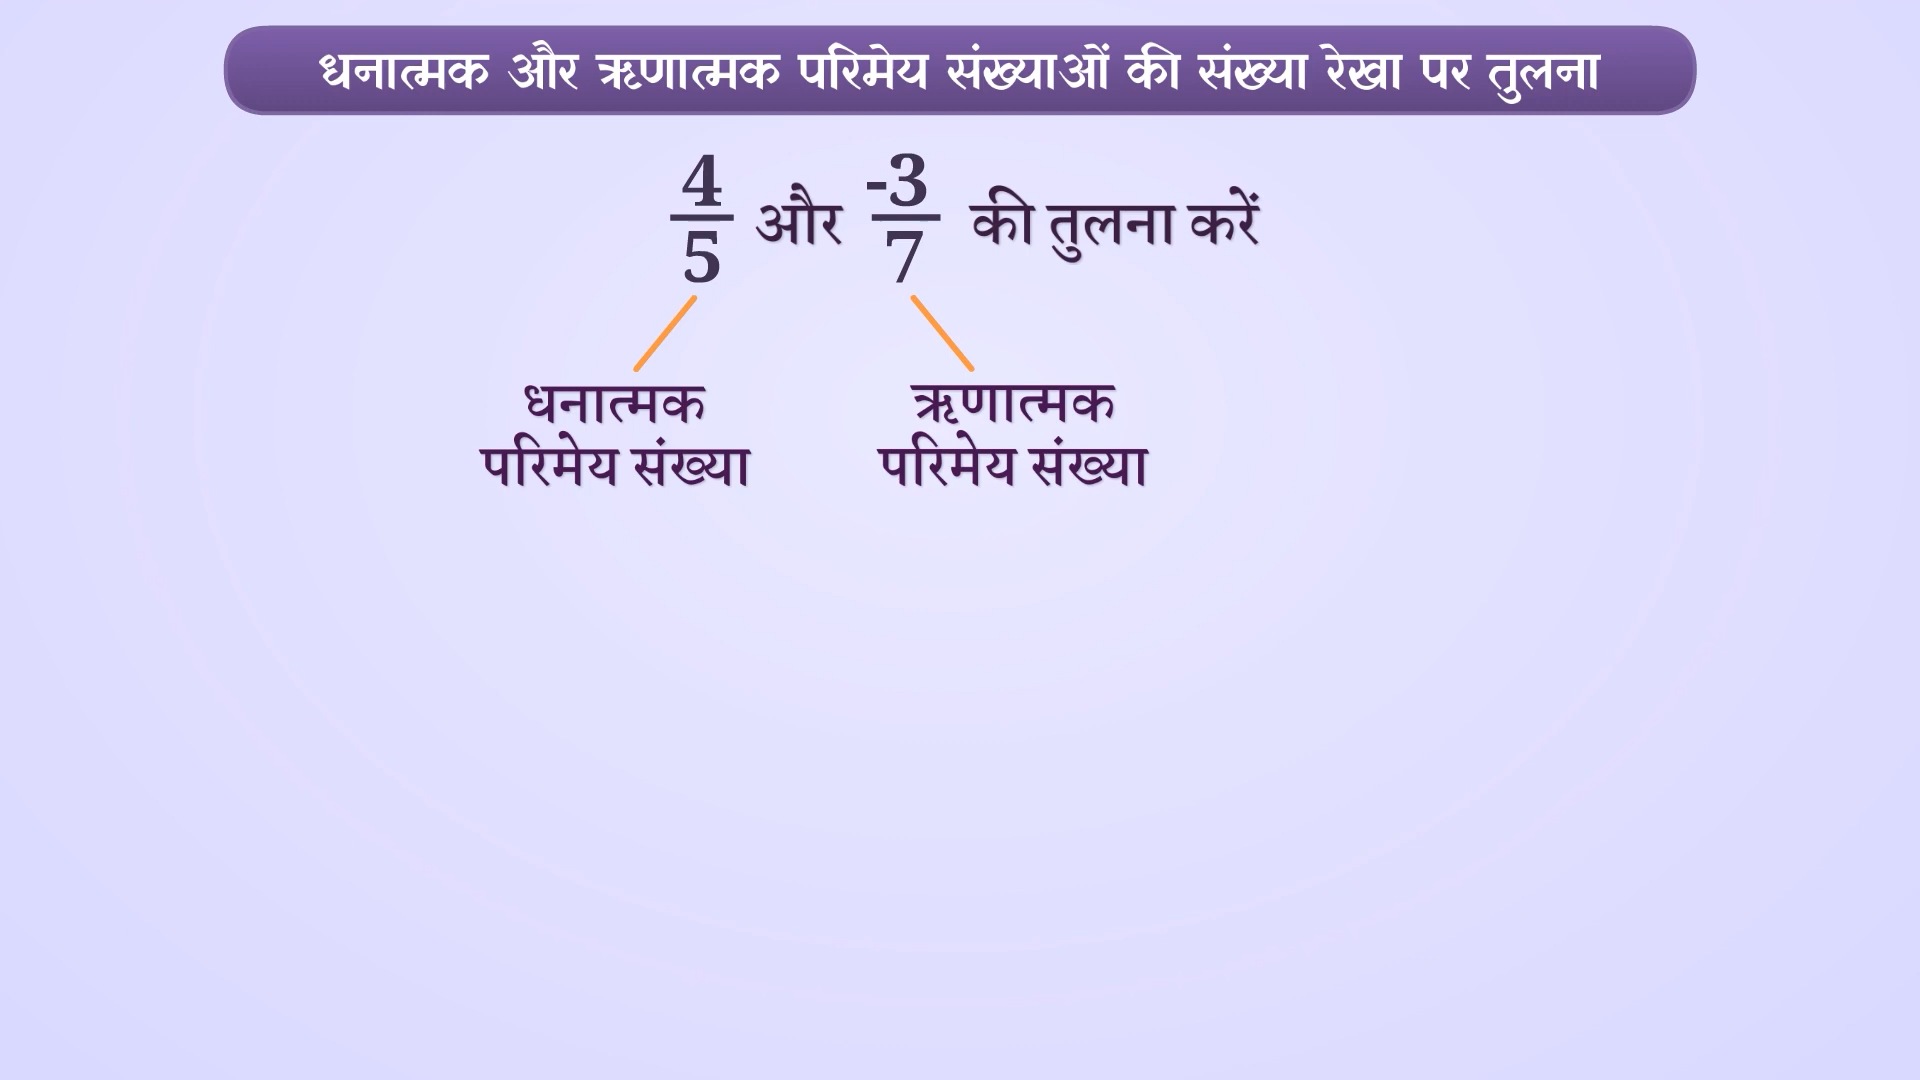 धनात्मक और ऋणात्मक परिमेय संख्याओं की संख्या रेखा पर तुलना
4/5 और -3/7 की तुलना करें
धनात्मक
परिमेय संख्या
ऋणात्मक
परिमेय संख्या